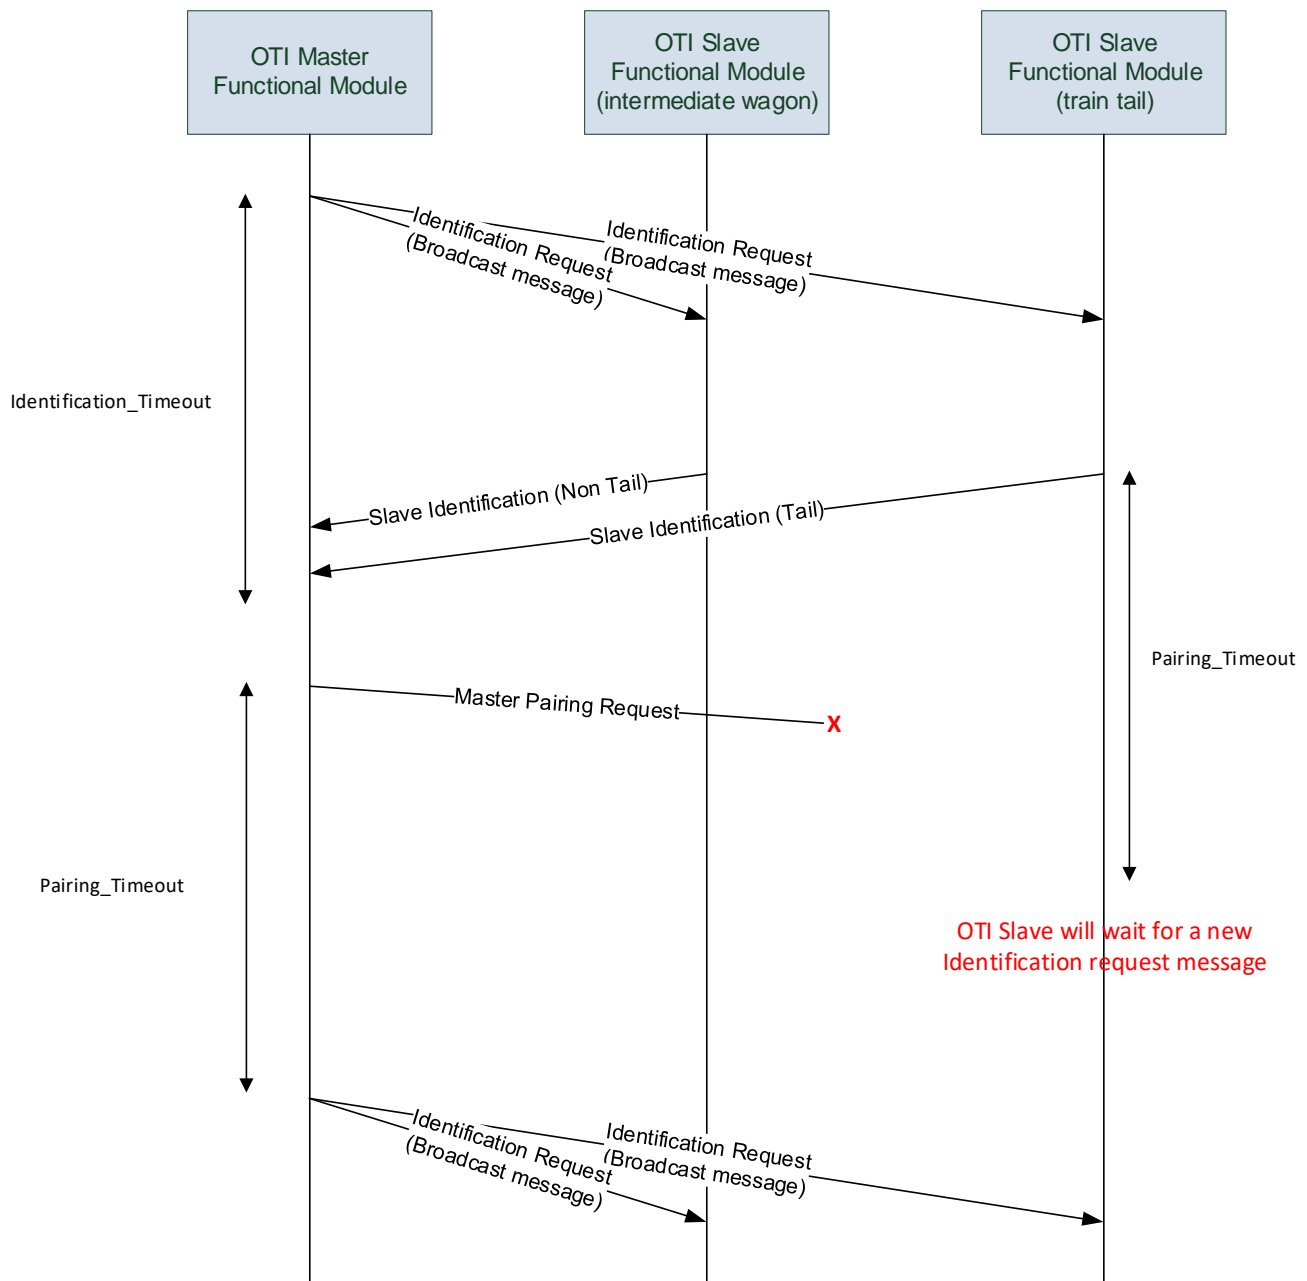 OTI Master
Functional Module
OTI Slave
Functional Module
(intermediate wagon)
OTI Slave
Functional Module
(train tail)
Identification Request
(Broadcast message)
Identification Request
(Broadcast message)
Identification_Timeout
Slave Identification (Non Tail)
Slave Identification (Tail)
Pairing_Timeout
Master Pairing Request
X
Pairing_Timeout
OTI Slave will wait for a new
Identification request message
Identification Request
(Broadcast message)
Identification Request
(Broadcast message)